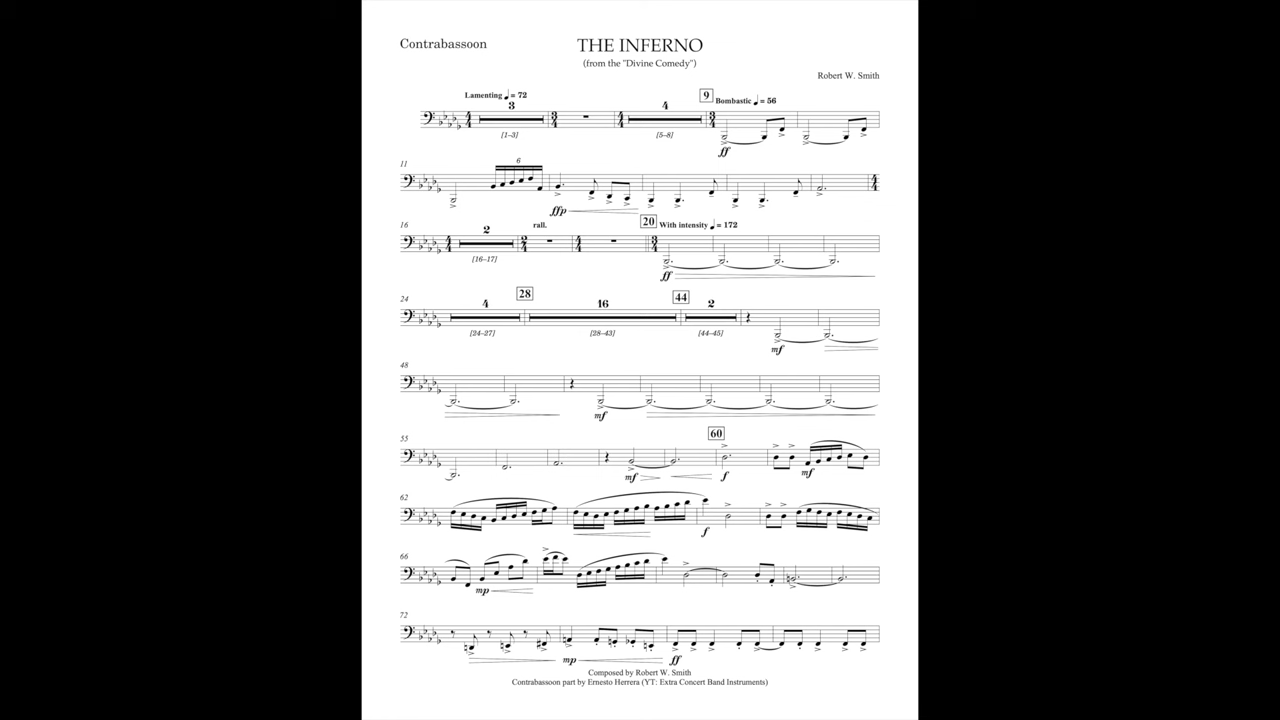 Contrabassoon
THE INFERNO
(from the "Divine Comedy")
Robert W. Smith
Lamenting ♩ = 72
3
4
9
Bombastic ♩ = 56
[1–3]
[5–8]
ff
11
6
ffp
16
2
rall.
20
With intensity ♩ = 172
[16–17]
ff
24
4
28
16
44
2
[24–27]
[28–43]
[44–45]
mf
48
mf
55
60
mf
f
mf
62
f
66
mp
72
mp
ff
Composed by Robert W. Smith
Contrabassoon part by Ernesto Herrera (YT: Extra Concert Band Instruments)